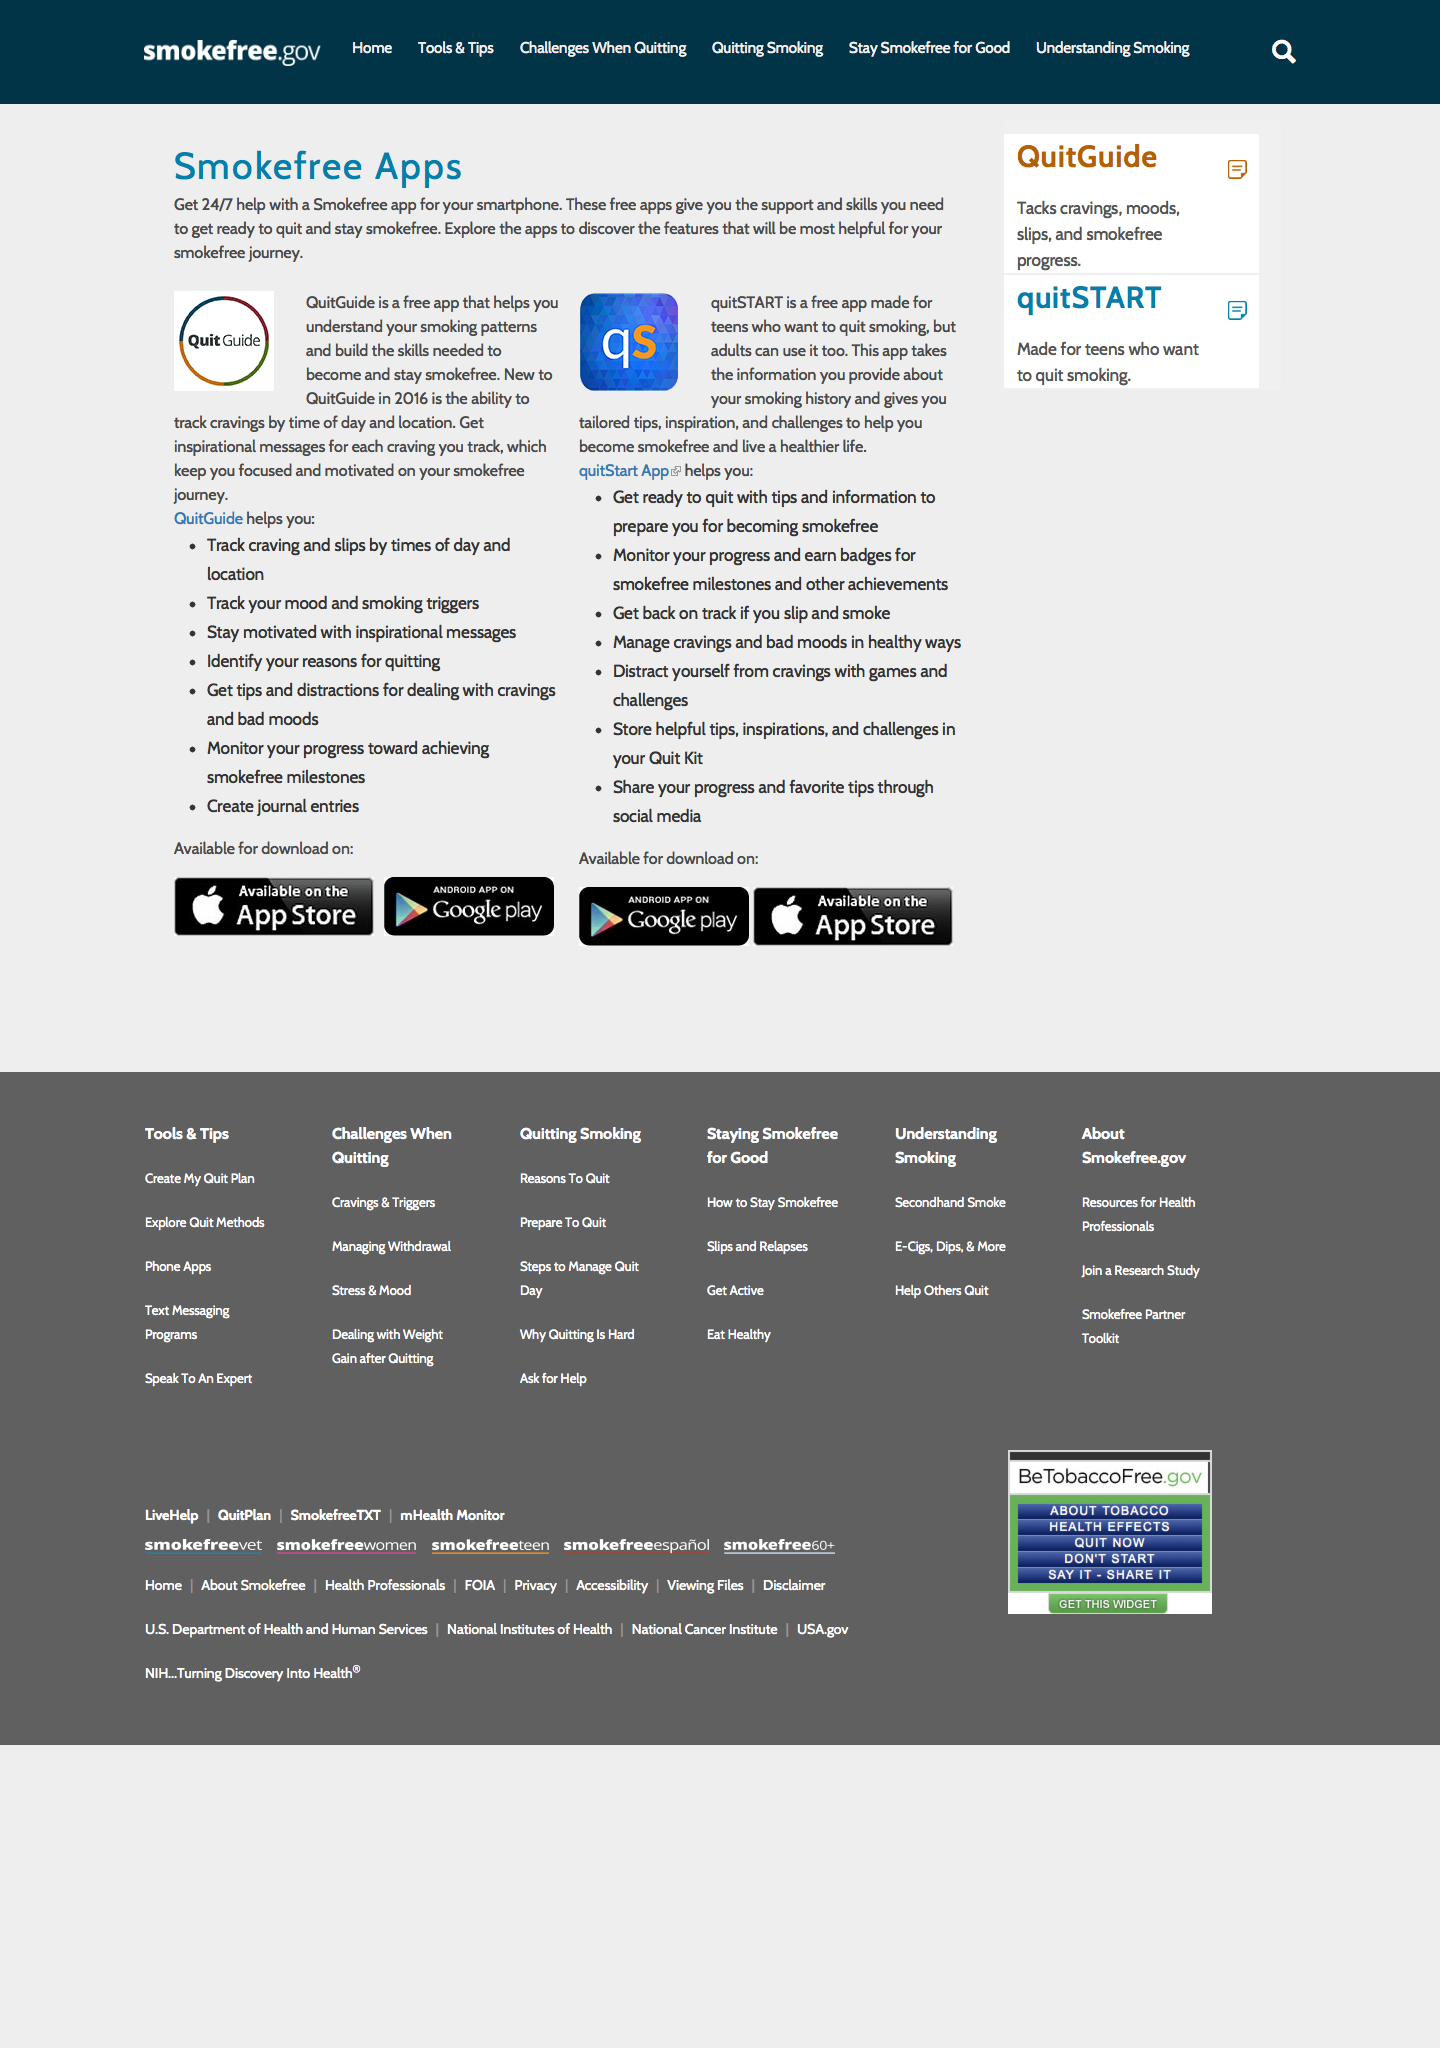 smokefree.gov
Home Tools & Tips Challenges When Quitting Quitting Smoking Stay Smokefree for Good Understanding Smoking
Smokefree Apps
Get 24/7 help with a Smokefree app for your smartphone. These free apps give you the support and skills you need
to get ready to quit and stay smokefree. Explore the apps to discover the features that will be most helpful for your
smokefree journey.
Quit Guide
QuitGuide is a free app that helps you
understand your smoking patterns
and build the skills needed to
become and stay smokefree. New to
QuitGuide in 2016 is the ability to
track cravings by time of day and location. Get
inspirational messages for each craving you track, which
keep you focused and motivated on your smokefree
journey.
QuitGuide helps you:
• Track craving and slips by times of day and
location
• Track your mood and smoking triggers
• Stay motivated with inspirational messages
• Identify your reasons for quitting
• Get tips and distractions for dealing with cravings
and bad moods
• Monitor your progress toward achieving
smokefree milestones
• Create journal entries
Available for download on:
Available on the
App Store
ANDROID APP ON
Google play
qS
quitSTART is a free app made for
teens who want to quit smoking, but
adults can use it too. This app takes
the information you provide about
your smoking history and gives you
tailored tips, inspiration, and challenges to help you
become smokefree and live a healthier life.
quitStart App helps you:
• Get ready to quit with tips and information to
prepare you for becoming smokefree
• Monitor your progress and earn badges for
smokefree milestones and other achievements
• Get back on track if you slip and smoke
• Manage cravings and bad moods in healthy ways
• Distract yourself from cravings with games and
challenges
• Store helpful tips, inspirations, and challenges in
your Quit Kit
• Share your progress and favorite tips through
social media
Available for download on:
ANDROID APP ON
Google play
Available on the
App Store
QuitGuide
Tacks cravings, moods,
slips, and smokefree
progress.
quitSTART
Made for teens who want
to quit smoking.
Tools & Tips
Create My Quit Plan
Explore Quit Methods
Phone Apps
Text Messaging
Programs
Speak To An Expert
Challenges When
Quitting
Cravings & Triggers
Managing Withdrawal
Stress & Mood
Dealing with Weight
Gain after Quitting
Quitting Smoking
Reasons To Quit
Prepare To Quit
Steps to Manage Quit
Day
Why Quitting Is Hard
Ask for Help
Staying Smokefree
for Good
How to Stay Smokefree
Slips and Relapses
Get Active
Eat Healthy
Understanding
Smoking
Secondhand Smoke
E-Cigs, Dips, & More
Help Others Quit
About
Smokefree.gov
Resources for Health
Professionals
Join a Research Study
Smokefree Partner
Toolkit
LiveHelp | QuitPlan | SmokefreeTXT | mHealth Monitor
smokefreevet smokefreewomen smokefreeteen smokefreeespañol smokefree60+
Home | About Smokefree | Health Professionals | FOIA | Privacy | Accessibility | Viewing Files | Disclaimer
U.S. Department of Health and Human Services | National Institutes of Health | National Cancer Institute | USA.gov
NIH...Turning Discovery Into Health®
BeTobaccoFree.gov
ABOUT TOBACCO
HEALTH EFFECTS
QUIT NOW
DON'T START
SAY IT - SHARE IT
GET THIS WIDGET